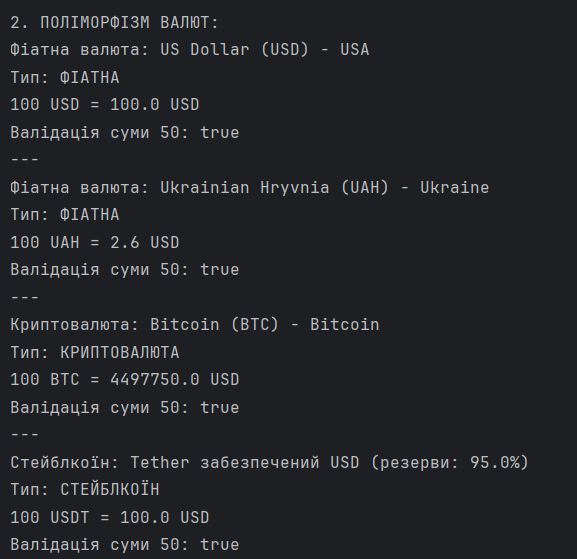 2. ПОЛІМОРФІЗМ ВАЛЮТ:
Фіатна валюта: US Dollar (USD) - USA
Тип: ФІАТНА
100 USD = 100.0 USD
Валідація суми 50: true
---
Фіатна валюта: Ukrainian Hryvnia (UAH) - Ukraine
Тип: ФІАТНА
100 UAH = 2.6 USD
Валідація суми 50: true
---
Криптовалюта: Bitcoin (BTC) - Bitcoin
Тип: КРИПТОВАЛЮТА
100 BTC = 4497750.0 USD
Валідація суми 50: true
---
Стейблкоїн: Tether забезпечений USD (резерви: 95.0%)
Тип: СТЕЙБЛКОЇН
100 USDT = 100.0 USD
Валідація суми 50: true